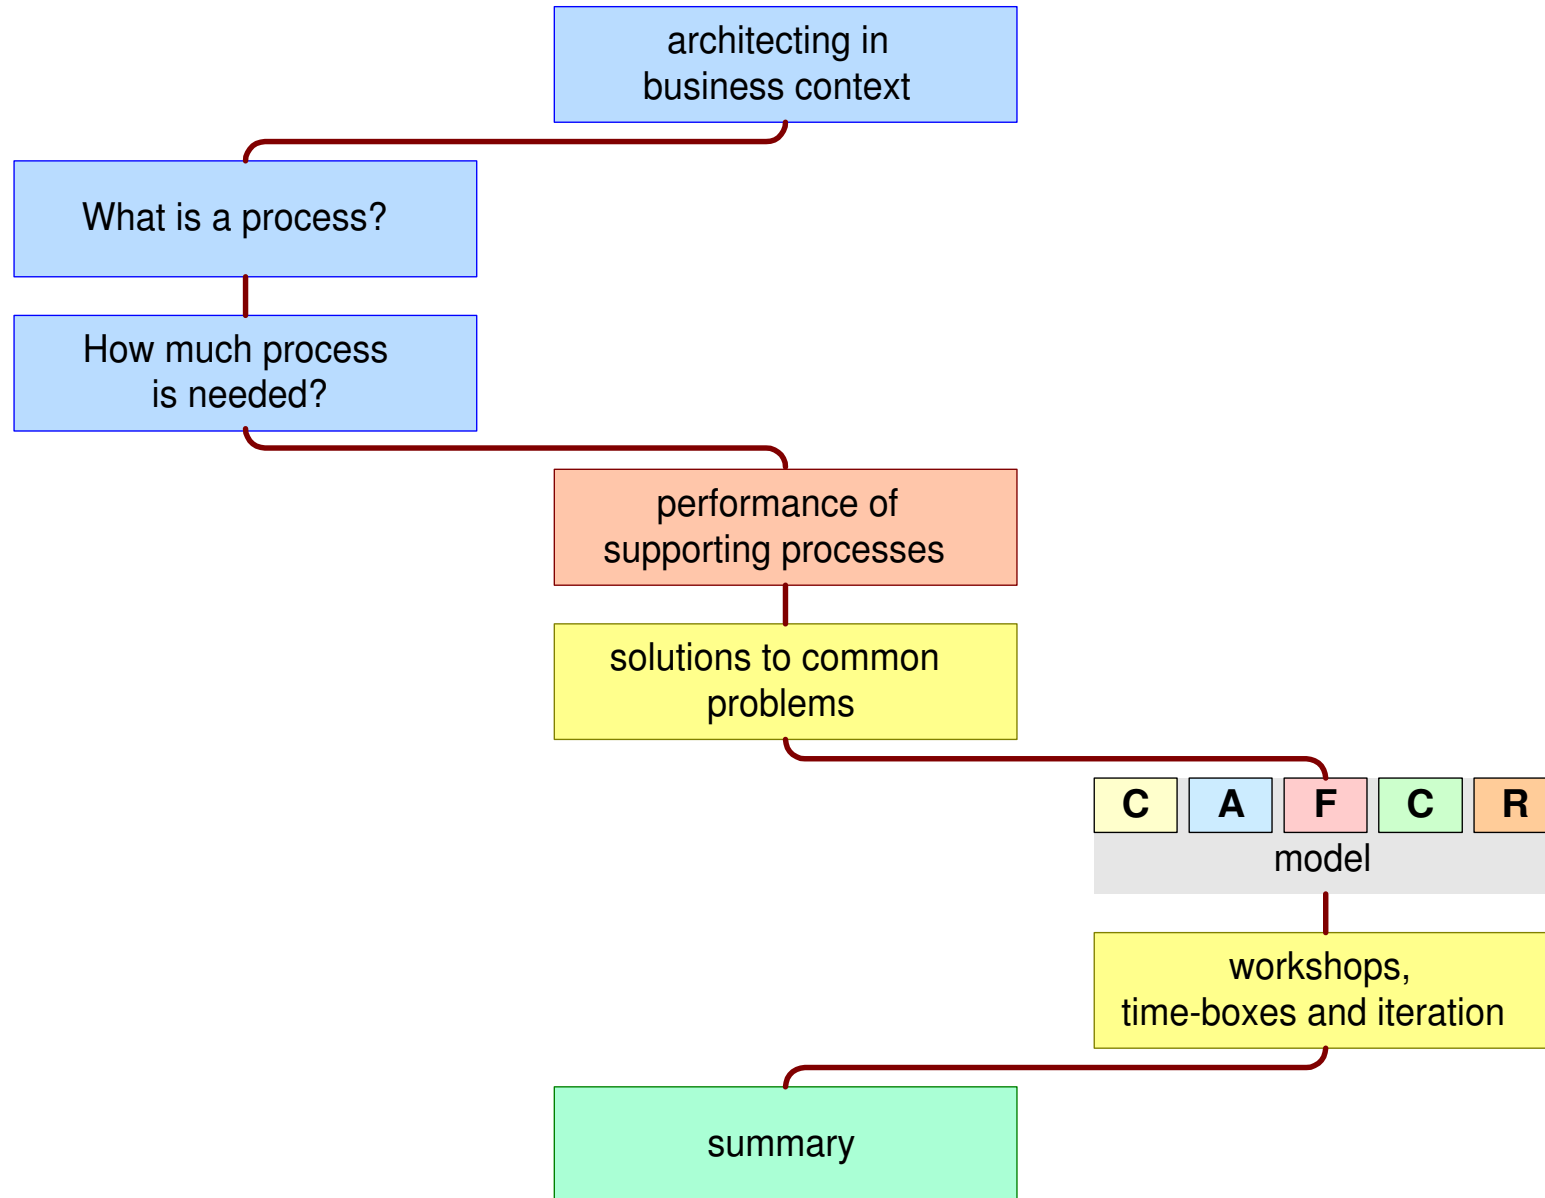 architecting in
business context
What is a process?
How much process
is needed?
performance of
supporting processes
solutions to common
problems
C A F C R
model
workshops,
time-boxes and iteration
summary